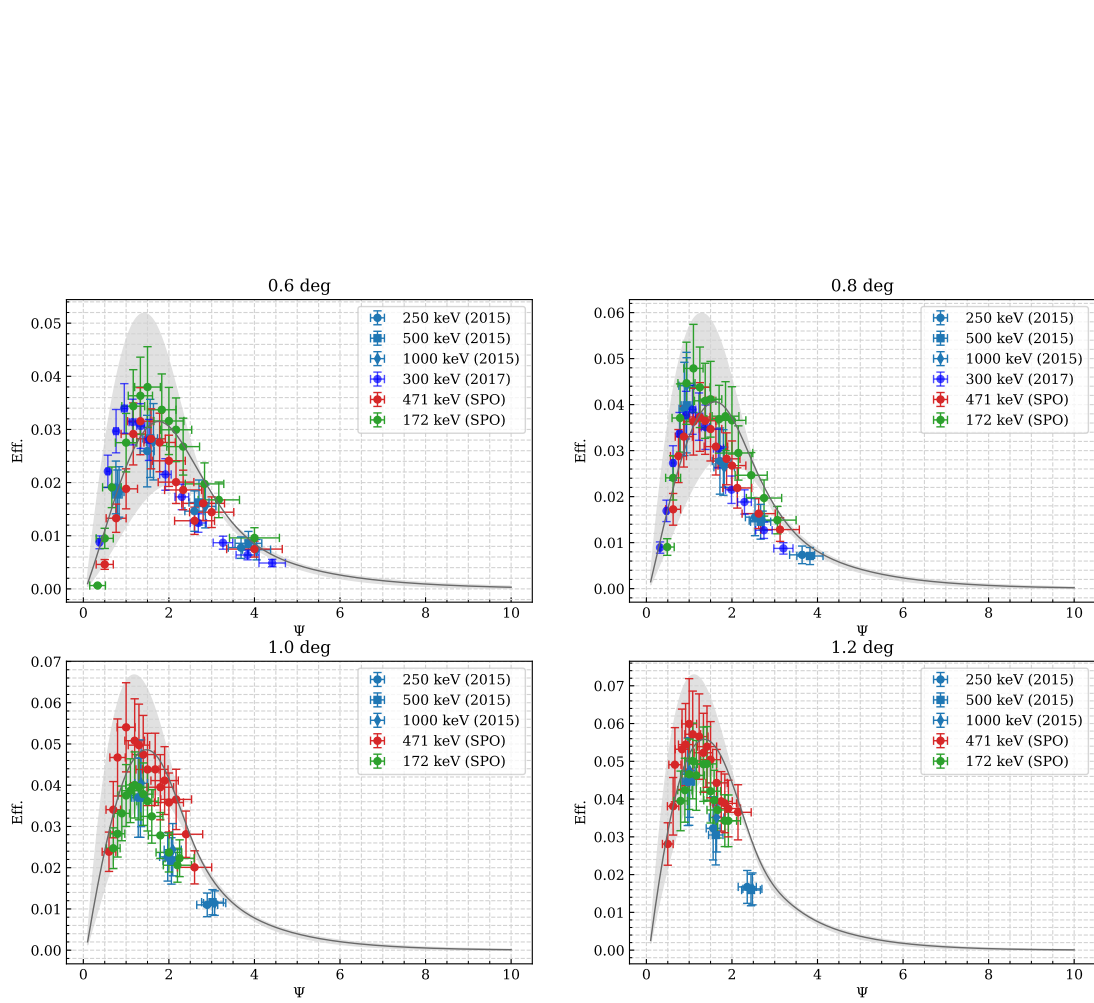 0.6 deg
Eff.
0.05
0.04
0.03
0.02
0.01
0.00
250 keV (2015)
500 keV (2015)
1000 keV (2015)
300 keV (2017)
471 keV (SPO)
172 keV (SPO)
0 2 4 6 8 10
Ψ
0.8 deg
Eff.
0.06
0.05
0.04
0.03
0.02
0.01
0.00
250 keV (2015)
500 keV (2015)
1000 keV (2015)
300 keV (2017)
471 keV (SPO)
172 keV (SPO)
0 2 4 6 8 10
Ψ
1.0 deg
Eff.
0.07
0.06
0.05
0.04
0.03
0.02
0.01
0.00
250 keV (2015)
500 keV (2015)
1000 keV (2015)
471 keV (SPO)
172 keV (SPO)
0 2 4 6 8 10
Ψ
1.2 deg
Eff.
0.07
0.06
0.05
0.04
0.03
0.02
0.01
0.00
250 keV (2015)
500 keV (2015)
1000 keV (2015)
471 keV (SPO)
172 keV (SPO)
0 2 4 6 8 10
Ψ